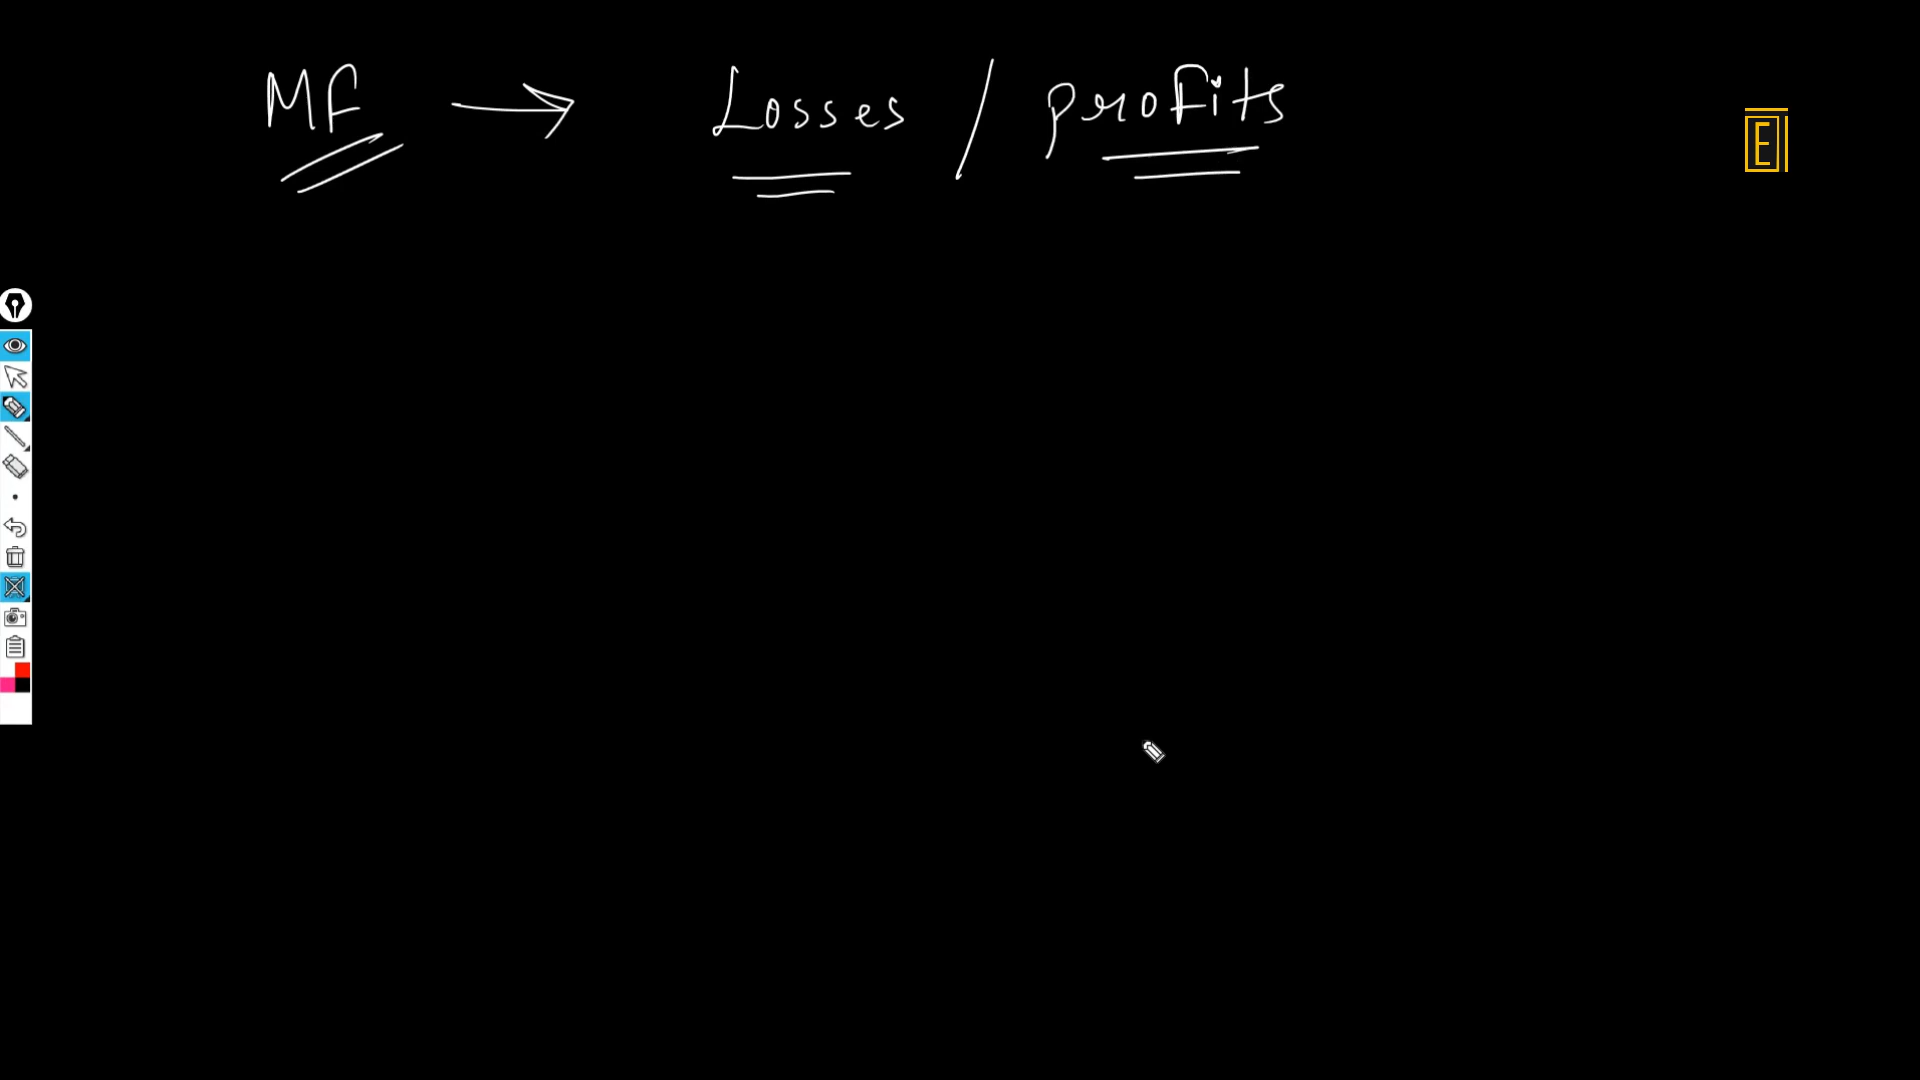 MF → Losses / profits
E